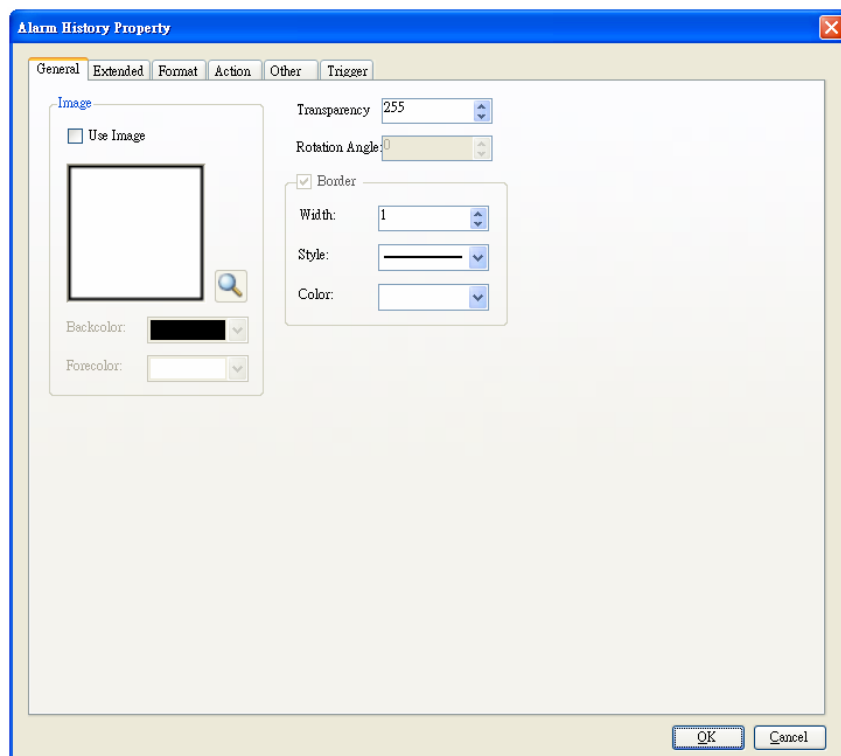 Alarm History Property
General Extended Format Action Other Trigger
Image
Use Image
Backcolor:
Forecolor:
Transparency 255
Rotation Angle: 0
Border
Width: 1
Style:
Color:
OK Cancel